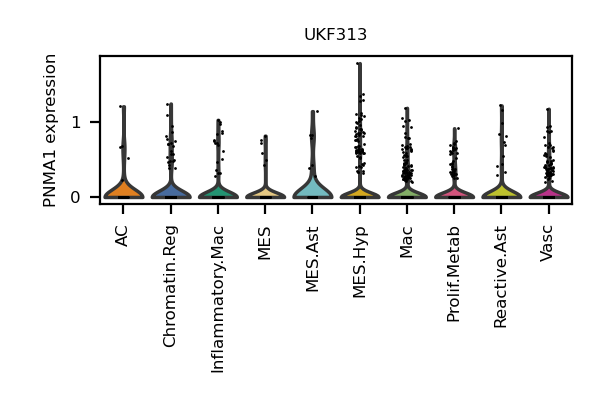 UKF313
PNMA1 expression
1
0
AC
Chromatin.Reg
Inflammatory.Mac
MES
MES.Ast
MES.Hyp
Mac
Prolif.Metab
Reactive.Ast
Vasc